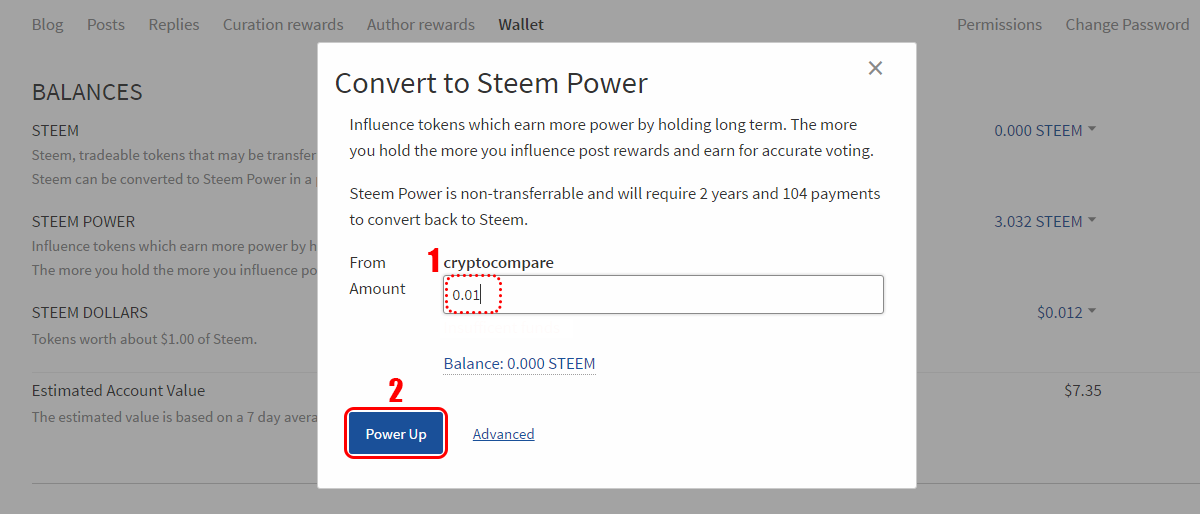 Blog Posts Replies Curation rewards Author rewards Wallet Permissions Change Password
Convert to Steem Power
BALANCES
Influence tokens which earn more power by holding long term. The more
STEEM
0.000 STEEM
you hold the more you influence post rewards and earn for accurate voting.
Steem, tradeable tokens that may be transfer
Steem can be converted to Steem Power in a
Steem Power is non-transferrable and will require 2 years and 104 payments
to convert back to Steem.
STEEM POWER
3.032 STEEM
Influence tokens which earn more power by h
The more you hold the more you influence po
From 1 cryptocompare
Amount
0.01
STEEM DOLLARS
$0.012
Tokens worth about $1.00 of Steem.
Balance: 0.000 STEEM
Estimated Account Value
$7.35
The estimated value is based on a 7 day avera
2
Power Up Advanced